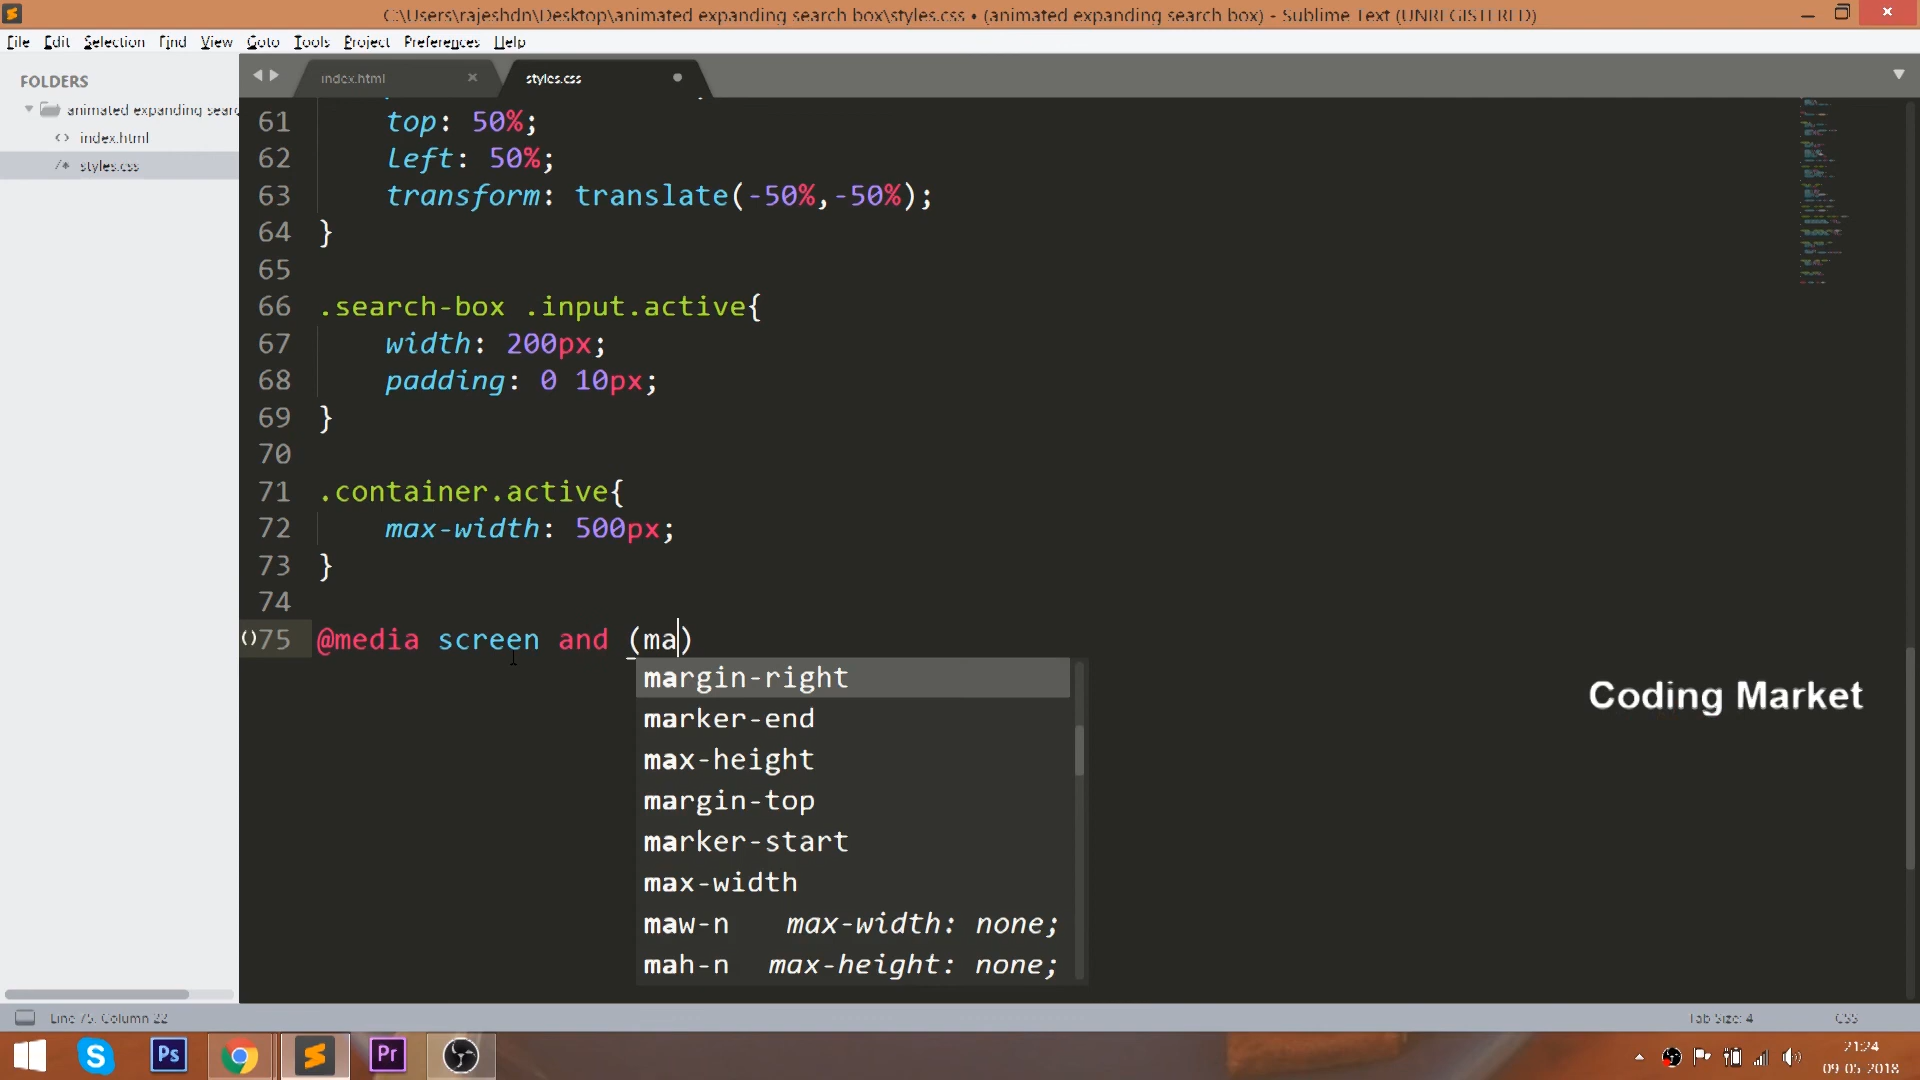 C:\Users\rajeshdn\Desktop\animated expanding search box\styles.css • (animated expanding search box) - Sublime Text (UNREGISTERED)
File Edit Selection Find View Goto Tools Project Preferences Help
FOLDERS
animated expanding searc
<> index.html
/* styles.css
index.html ×
styles.css
61 top: 50%;
62 left: 50%;
63 transform: translate(-50%,-50%);
64 }
65
66 .search-box .input.active{
67 width: 200px;
68 padding: 0 10px;
69 }
70
71 .container.active{
72 max-width: 500px;
73 }
74
()75 @media screen and (ma)
margin-right
marker-end
max-height
margin-top
marker-start
max-width
maw-n max-width: none;
mah-n max-height: none;
Coding Market
Line 75, Column 22
Tab Size: 4
CSS
S
Ps
Pr
21:24
09-05-2018